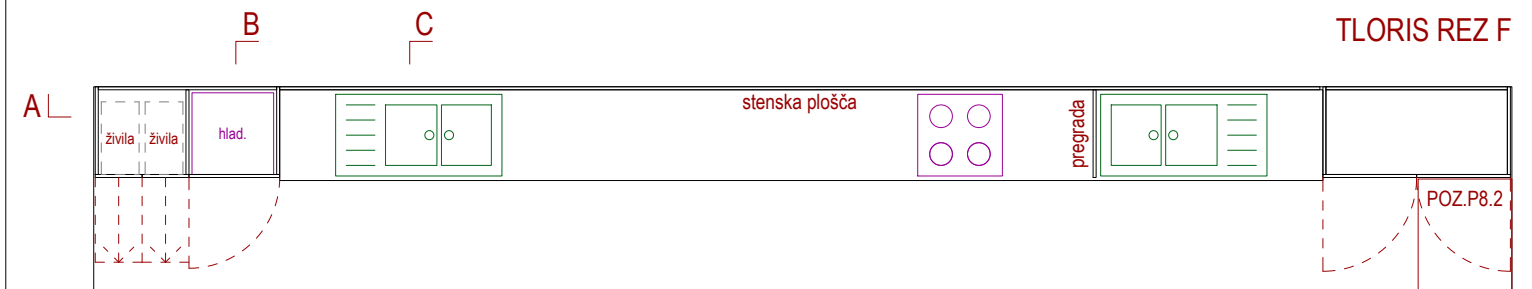 B
C
TLORIS REZ F
A
stenska plošča
živila
živila
hlad.
pregrada
POZ.P8.2